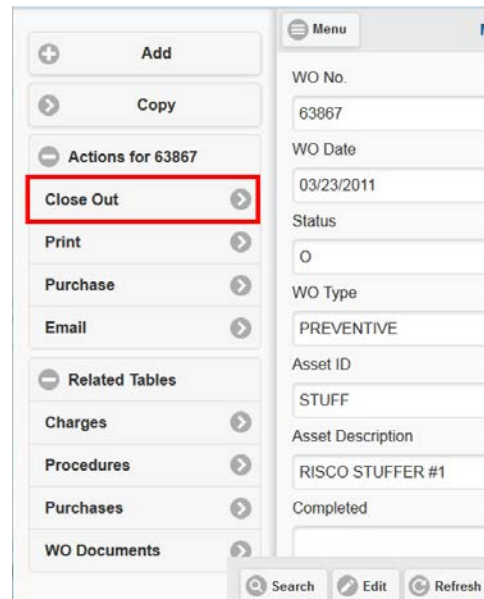 Add
Copy
Actions for 63867
Close Out
Print
Purchase
Email
Related Tables
Charges
Procedures
Purchases
WO Documents
Menu
WO No.
63867
WO Date
03/23/2011
Status
O
WO Type
PREVENTIVE
Asset ID
STUFF
Asset Description
RISCO STUFFER #1
Completed
Search Edit Refresh